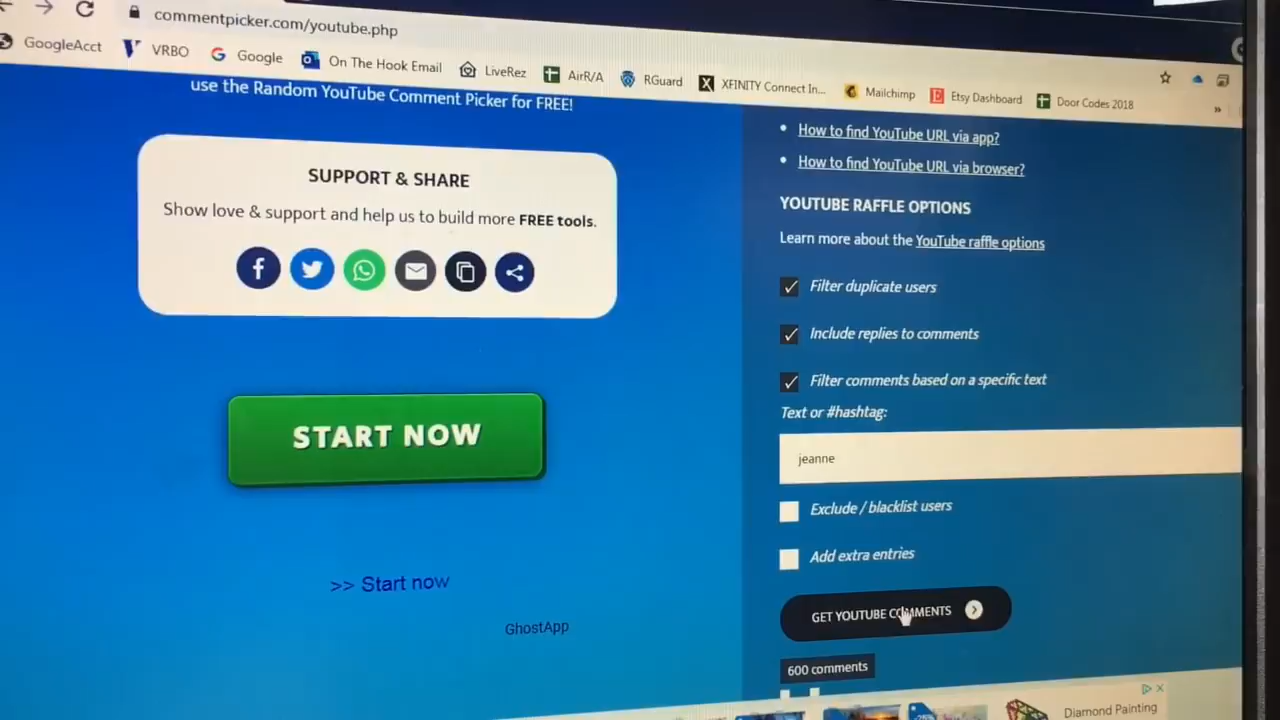 commentpicker.com/youtube.php
GoogleAcct VRBO Google On The Hook Email LiveRez AirR/A RGuard XFINITY Connect In... Mailchimp Etsy Dashboard Door Codes 2018 »
use the Random YouTube Comment Picker for FREE!
SUPPORT & SHARE
Show love & support and help us to build more FREE tools.
START NOW
>> Start now
GhostApp
How to find YouTube URL via app?
How to find YouTube URL via browser?
YOUTUBE RAFFLE OPTIONS
Learn more about the YouTube raffle options
Filter duplicate users
Include replies to comments
Filter comments based on a specific text
Text or #hashtag:
jeanne
Exclude / blacklist users
Add extra entries
GET YOUTUBE COMMENTS
600 comments
Diamond Painting